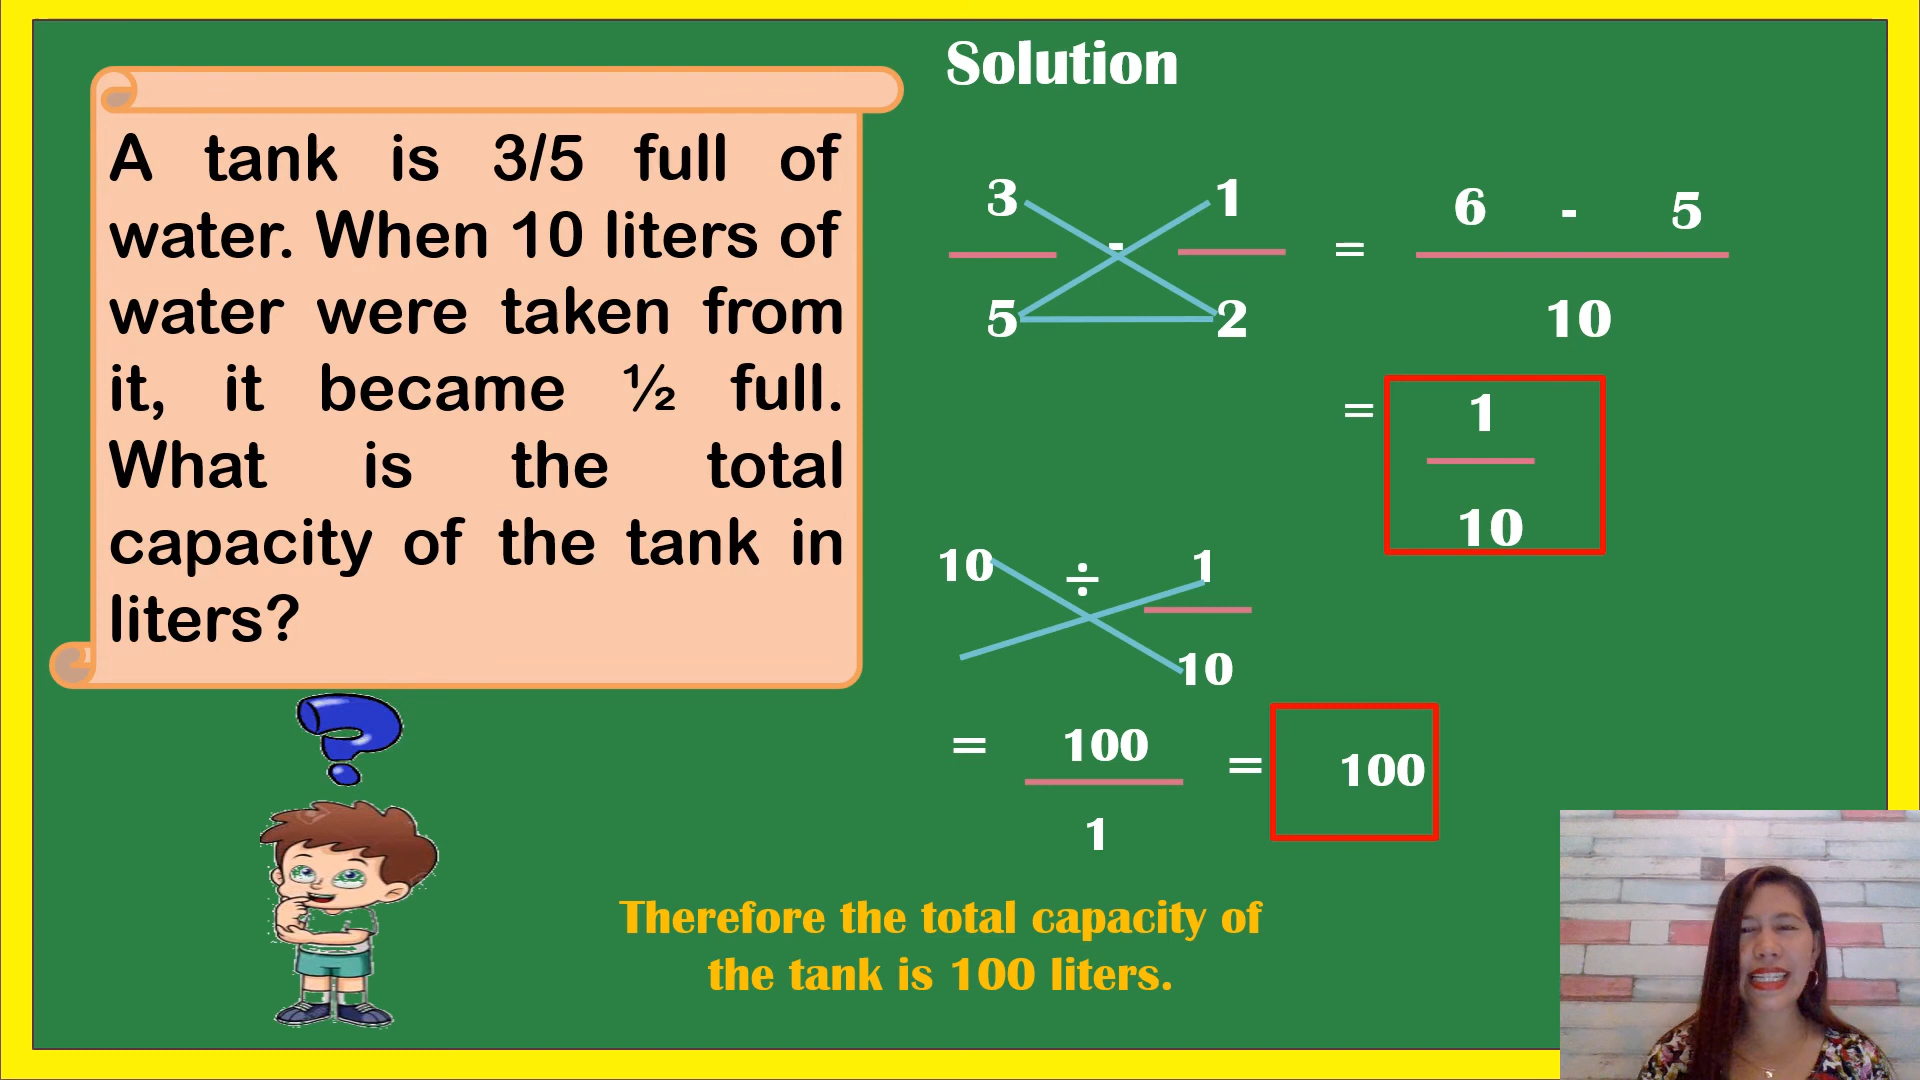 Solution
A tank is 3/5 full of
water. When 10 liters of
water were taken from
it, it became ½ full.
What is the total
capacity of the tank in
liters?
3 - 1 = 6 - 5
5 2 10
= 1
10
10 ÷ 1
10
= 100 = 100
1
Therefore the total capacity of
the tank is 100 liters.